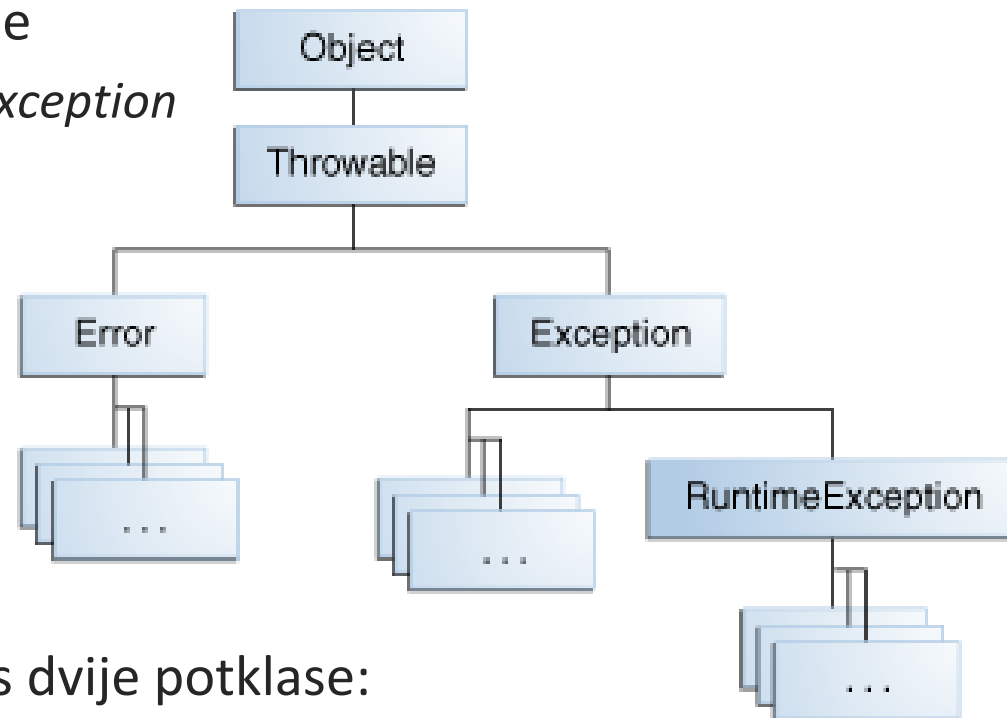 e
xception
Object
Throwable
Error
Exception
...
...
RuntimeException
...
s dvije potklase: